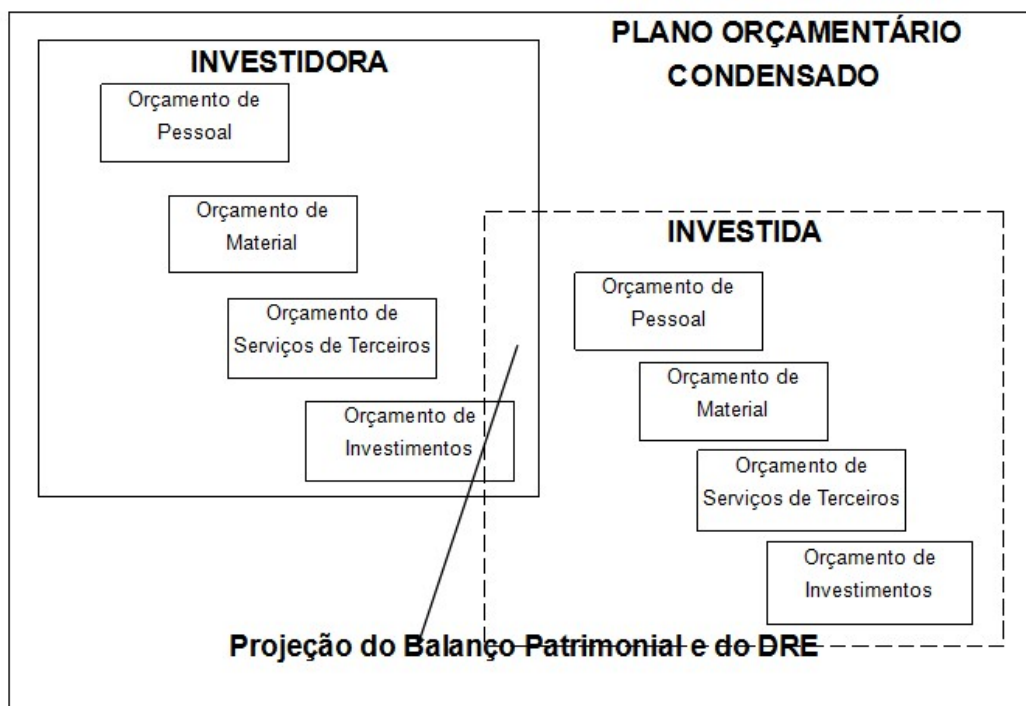 PLANO ORÇAMENTÁRIO
CONDENSADO
INVESTIDORA
Orçamento de
Pessoal
Orçamento de
Material
Orçamento de
Serviços de Terceiros
Orçamento de
Investimentos
INVESTIDA
Orçamento de
Pessoal
Orçamento de
Material
Orçamento de
Serviços de Terceiros
Orçamento de
Investimentos
Projeção do Balanço Patrimonial e do DRE